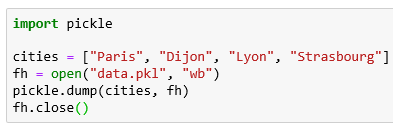 import pickle

cities = ["Paris", "Dijon", "Lyon", "Strasbourg"]
fh = open("data.pkl", "wb")
pickle.dump(cities, fh)
fh.close()